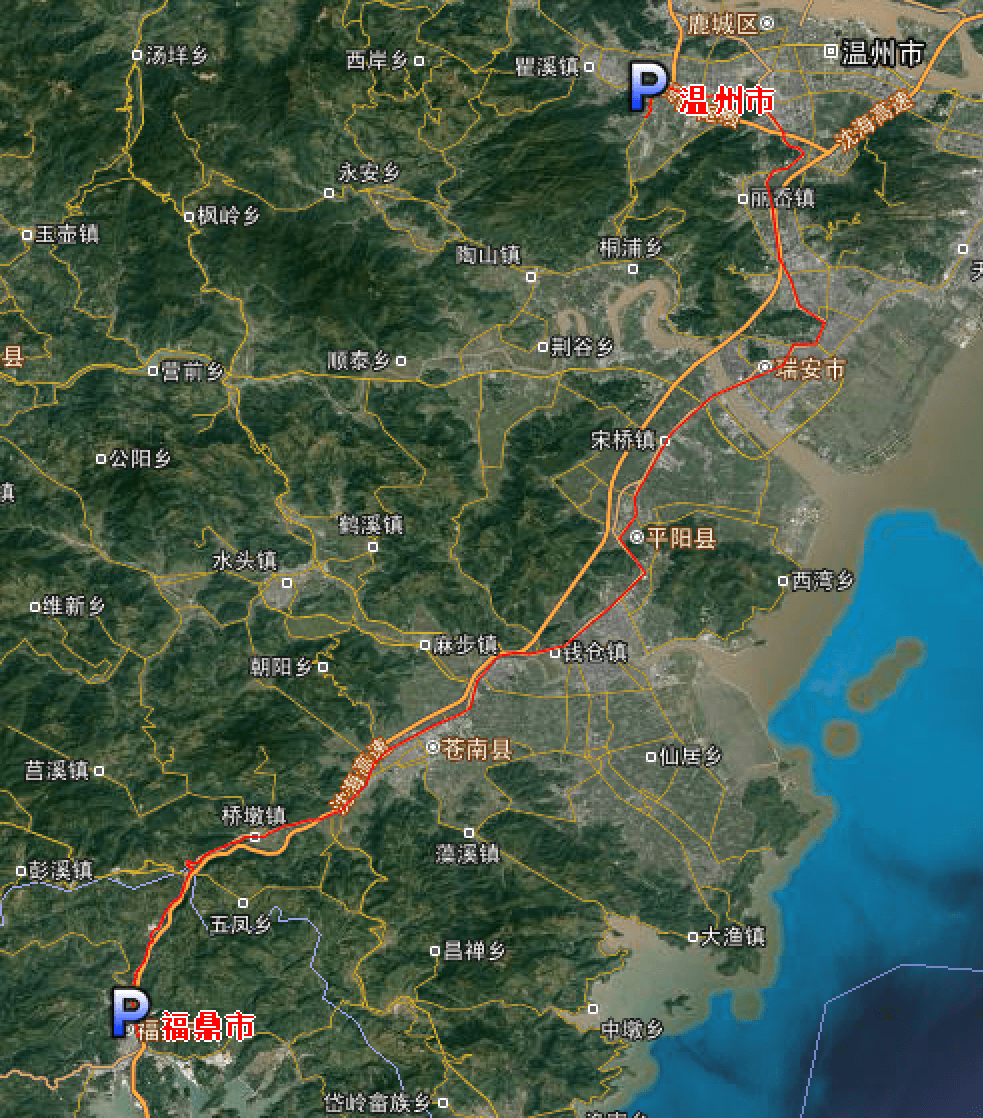 鹿城区
温州市
汤垟乡
西岸乡
瞿溪镇
P
温州市
沈海高速
永安乡
丽岙镇
枫岭乡
玉壶镇
桐浦乡
陶山镇
荆谷乡
县
顺泰乡
营前乡
瑞安市
宋桥镇
公阳乡
镇
鹤溪镇
平阳县
水头镇
西湾乡
维新乡
麻步镇
钱仓镇
朝阳乡
苍南县
仙居乡
莒溪镇
沈海高速
桥墩镇
藻溪镇
彭溪镇
五凤乡
大渔镇
昌禅乡
P
福
福鼎市
中墩乡
岱岭畲族乡